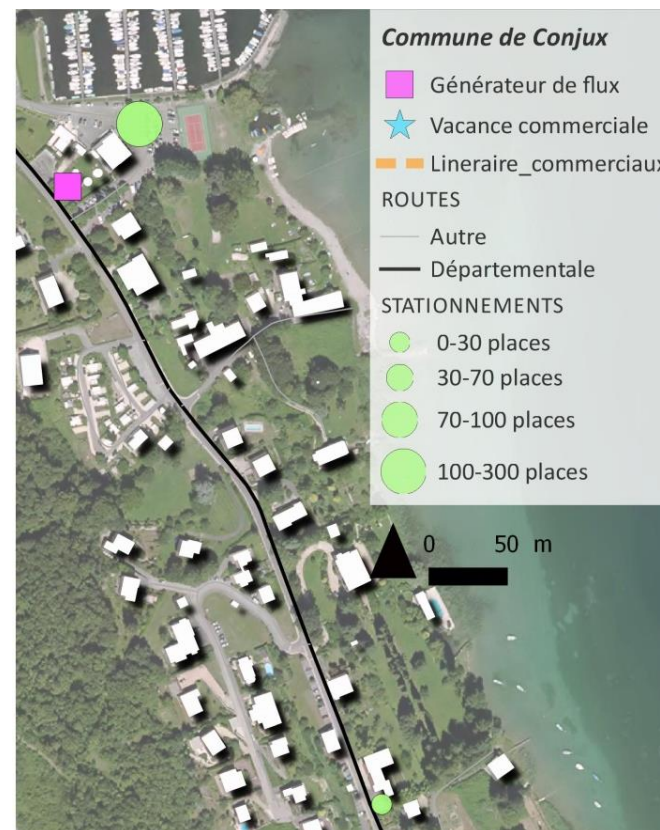 Commune de Conjux
Générateur de flux
Vacance commerciale
Lineraire_commerciaux
ROUTES
Autre
Départementale
STATIONNEMENTS
0-30 places
30-70 places
70-100 places
100-300 places
0 50 m